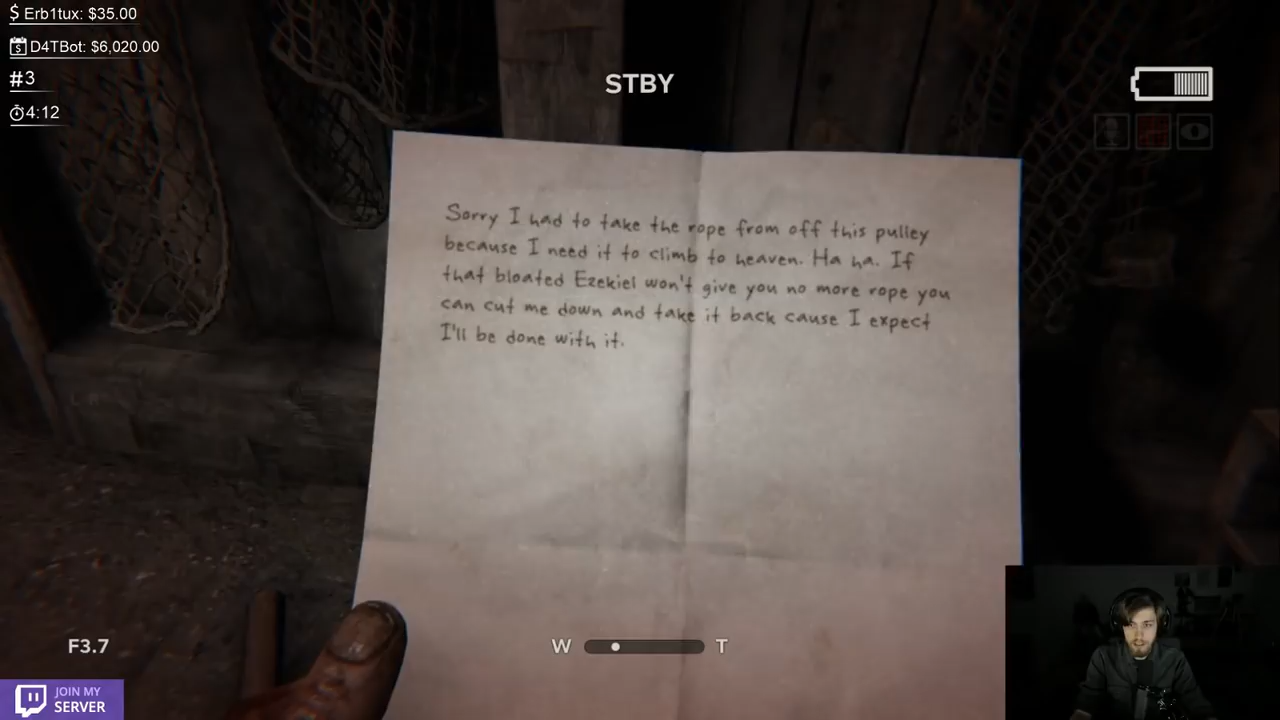 $ Erb1tux: $35.00
D4TBot: $6,020.00
#3
4:12
STBY
Sorry I had to take the rope from off this pulley
because I need it to climb to heaven. Ha ha. If
that bloated Ezekiel won't give you no more rope you
can cut me down and take it back cause I expect
I'll be done with it.
F3.7
W T
JOIN MY
SERVER